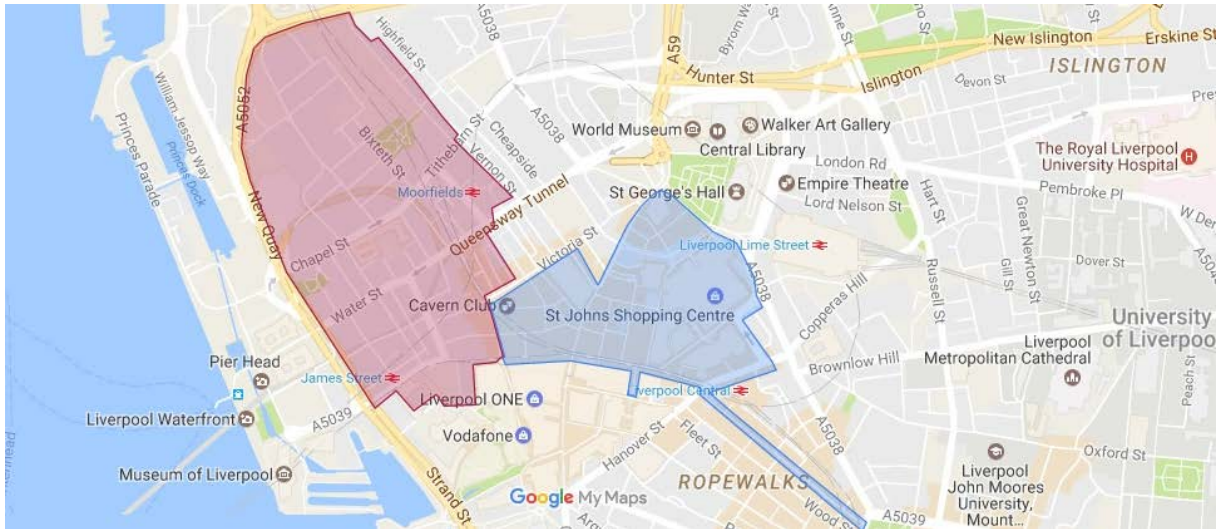 Highfield St
A5038
A59
Byrom
Anne St
New Islington
Erskine St
Hunter St
Islington
ISLINGTON
Devon St
A5052
William Jessop Way
Princes Dock
Princes Parade
Bixteth St
Tithebarn St
Vernon St
Cheapside
A5038
World Museum
Walker Art Gallery
Central Library
London Rd
The Royal Liverpool
University Hospital
Pembroke Pl
Moorfields
St George's Hall
Empire Theatre
Lord Nelson St
Hart St
Great Newton St
New Quay
Queensway Tunnel
Chapel St
Victoria St
Liverpool Lime Street
A5038
Russell St
Gill St
Dover St
Water St
Cavern Club
St Johns Shopping Centre
Copperas Hill
University
of Liverpoo
Pier Head
James Street
Liverpool ONE
iverpool Central
Brownlow Hill
Liverpool
Metropolitan Cathedral
Peach St
Liverpool Waterfront
A5039
Vodafone
Hanover St
Fleet St
A5038
Museum of Liverpool
Strand St
ROPEWALKS
Liverpool
John Moores
University,
Mount...
Oxford St
Google My Maps
Wood St
A5039